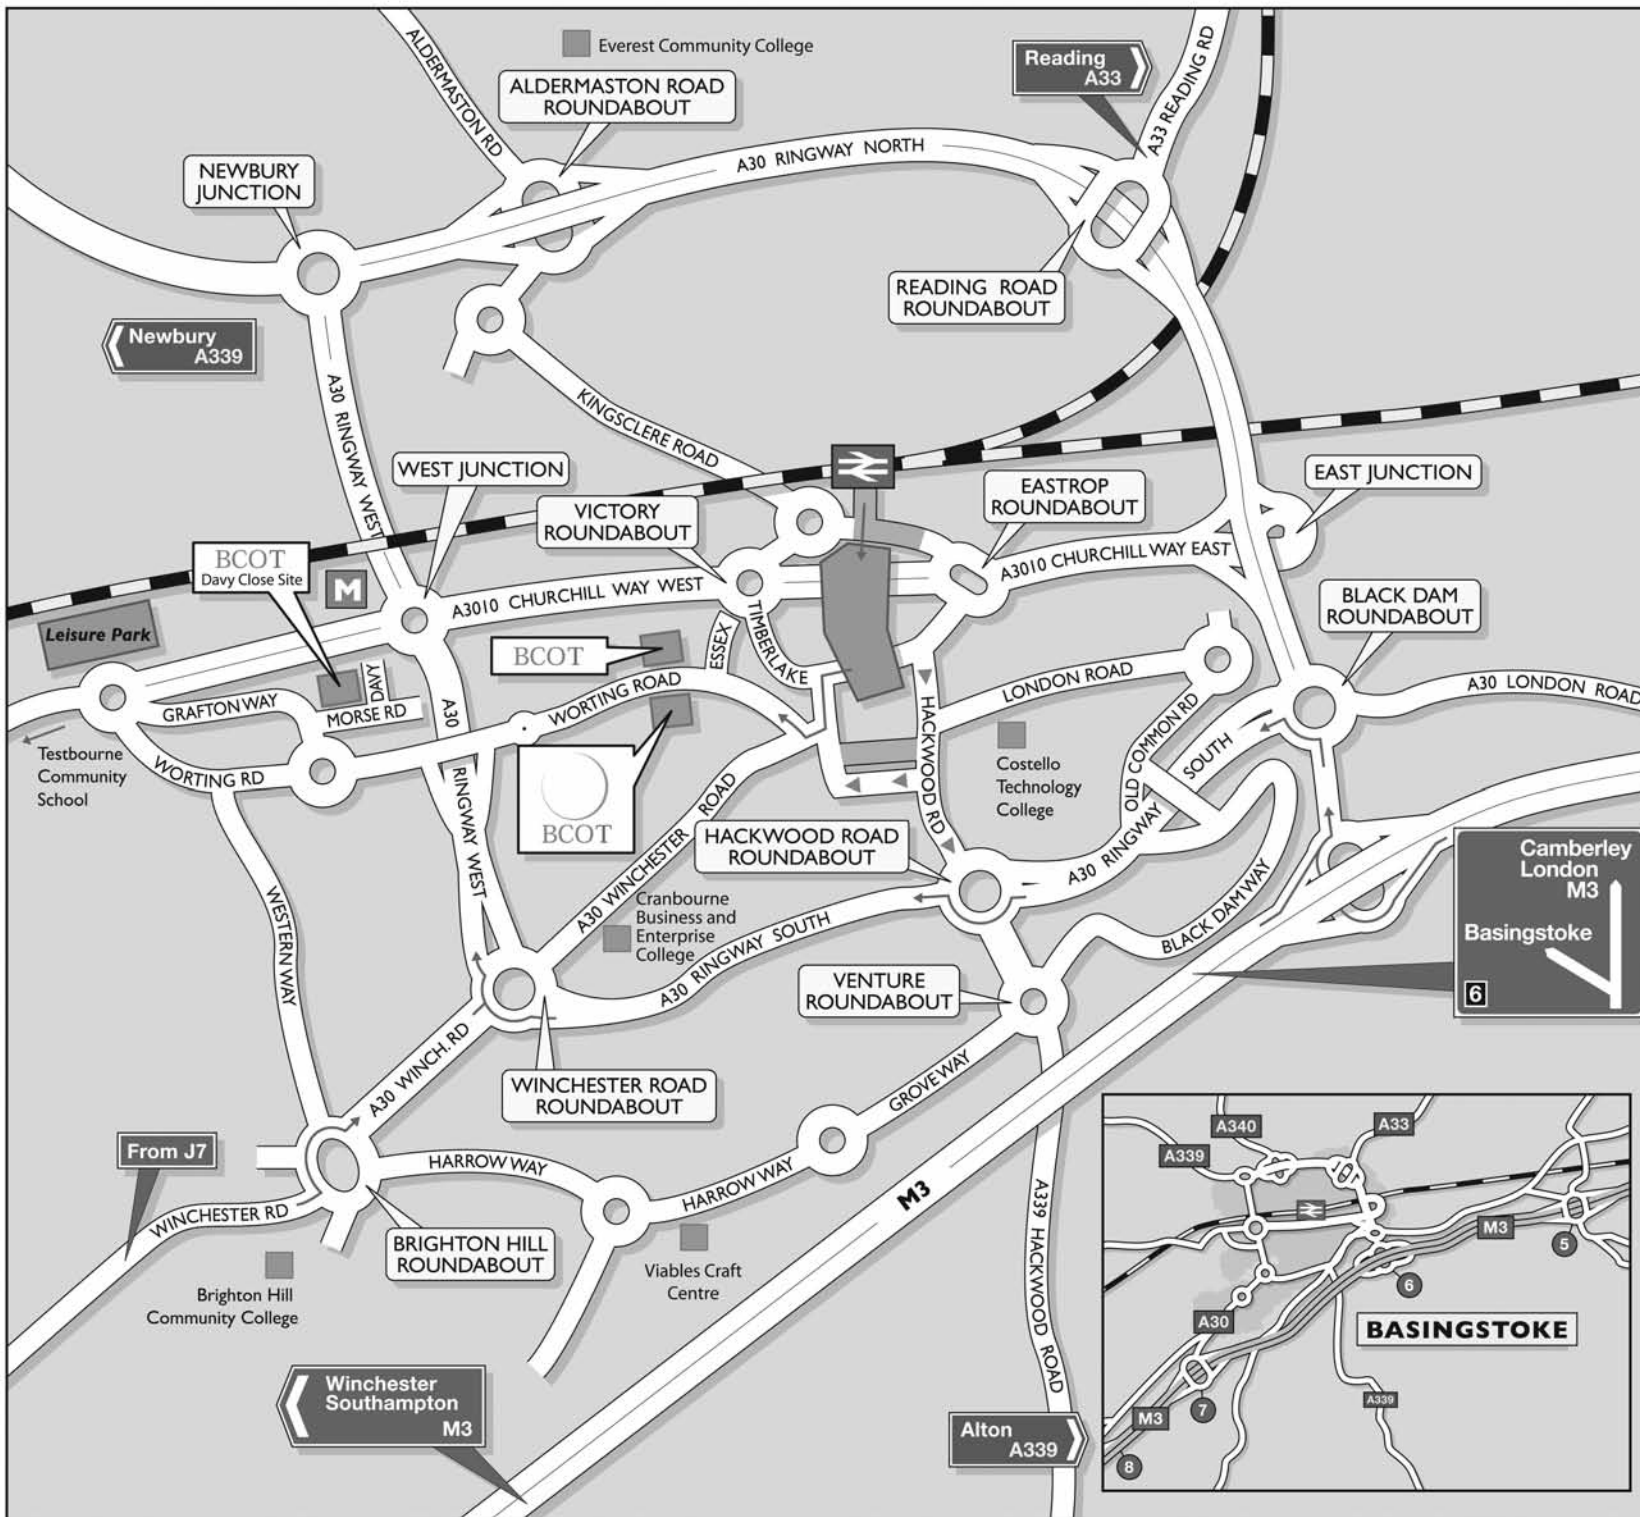 ALDERMASTON RD
Everest Community College
ALDERMASTON ROAD
ROUNDABOUT
Reading
A33
A33 READING RD
NEWBURY
JUNCTION
A30 RINGWAY NORTH
READING ROAD
ROUNDABOUT
Newbury
A339
A30 RINGWAY WEST
KINGSCLERE ROAD
WEST JUNCTION
VICTORY
ROUNDABOUT
EASTROP
ROUNDABOUT
EAST JUNCTION
BCOT
Davy Close Site
M
A3010 CHURCHILL WAY WEST
A3010 CHURCHILL WAY EAST
BLACK DAM
ROUNDABOUT
Leisure Park
BCOT
ESSEX
TIMBERLAKE
DAVY
GRAFTON WAY
MORSE RD
A30
RINGWAY WEST
WORTING ROAD
HACKWOOD RD
LONDON ROAD
OLD COMMON RD
A30 LONDON ROAD
Testbourne
Community
School
WORTING RD
BCOT
Costello
Technology
College
A30 RINGWAY
SOUTH
A30 WINCHESTER ROAD
HACKWOOD ROAD
ROUNDABOUT
Camberley
London
M3
Basingstoke
6
WESTERN WAY
Cranbourne
Business and
Enterprise
College
A30 RINGWAY SOUTH
BLACK DAM WAY
VENTURE
ROUNDABOUT
A30 WINCH. RD
WINCHESTER ROAD
ROUNDABOUT
GROVE WAY
From J7
WINCHESTER RD
HARROW WAY
HARROW WAY
M3
A339 HACKWOOD ROAD
BRIGHTON HILL
ROUNDABOUT
Brighton Hill
Community College
Viables Craft
Centre
Winchester
Southampton
M3
Alton
A339
A340
A33
A339
M3
5
6
A30
BASINGSTOKE
A339
M3
7
8